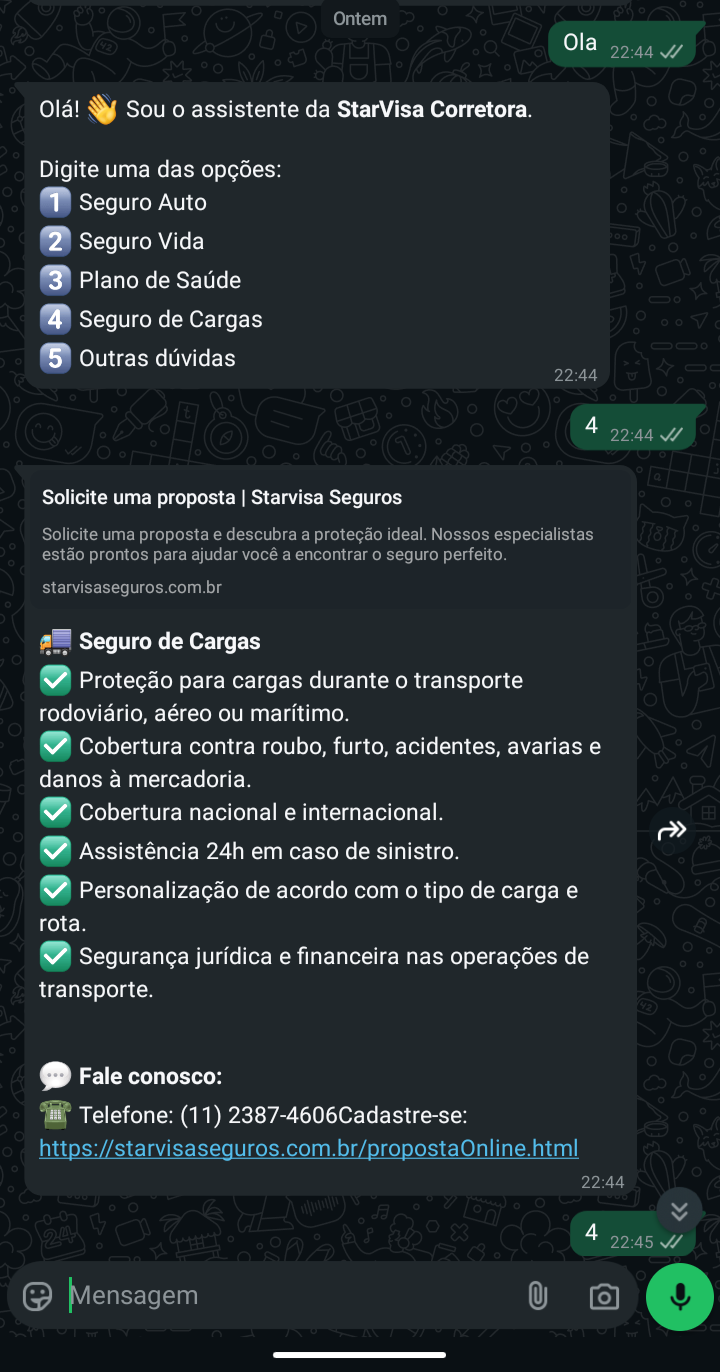 Ontem
Ola 22:44
Olá! 👋 Sou o assistente da StarVisa Corretora.
Digite uma das opções:
1️⃣ Seguro Auto
2️⃣ Seguro Vida
3️⃣ Plano de Saúde
4️⃣ Seguro de Cargas
5️⃣ Outras dúvidas
22:44
4 22:44
Solicite uma proposta | Starvisa Seguros
Solicite uma proposta e descubra a proteção ideal. Nossos especialistas
estão prontos para ajudar você a encontrar o seguro perfeito.
starvisaseguros.com.br
🚛 Seguro de Cargas
✅ Proteção para cargas durante o transporte
rodoviário, aéreo ou marítimo.
✅ Cobertura contra roubo, furto, acidentes, avarias e
danos à mercadoria.
✅ Cobertura nacional e internacional.
✅ Assistência 24h em caso de sinistro.
✅ Personalização de acordo com o tipo de carga e
rota.
✅ Segurança jurídica e financeira nas operações de
transporte.
💬 Fale conosco:
☎️ Telefone: (11) 2387-4606Cadastre-se:
https://starvisaseguros.com.br/propostaOnline.html
22:44
4 22:45
Mensagem